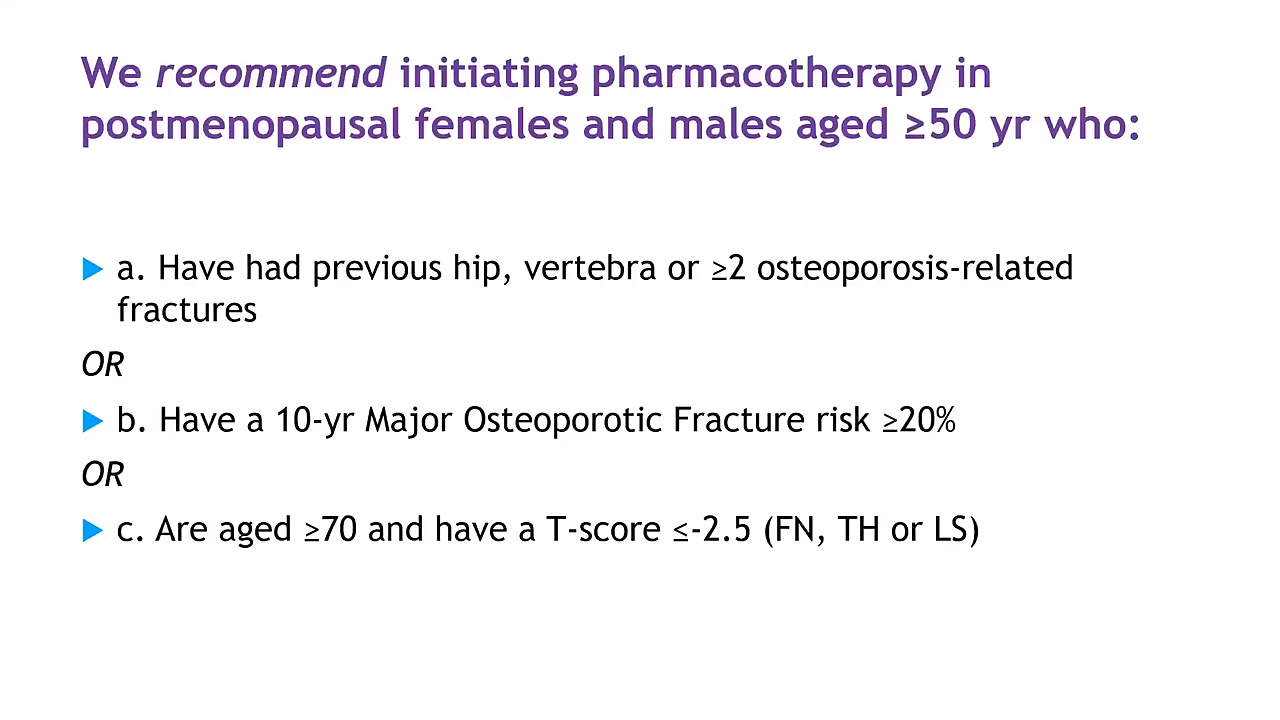 We recommend initiating pharmacotherapy in
postmenopausal females and males aged ≥50 yr who:
a. Have had previous hip, vertebra or ≥2 osteoporosis-related
fractures
OR
b. Have a 10-yr Major Osteoporotic Fracture risk ≥20%
OR
c. Are aged ≥70 and have a T-score ≤-2.5 (FN, TH or LS)